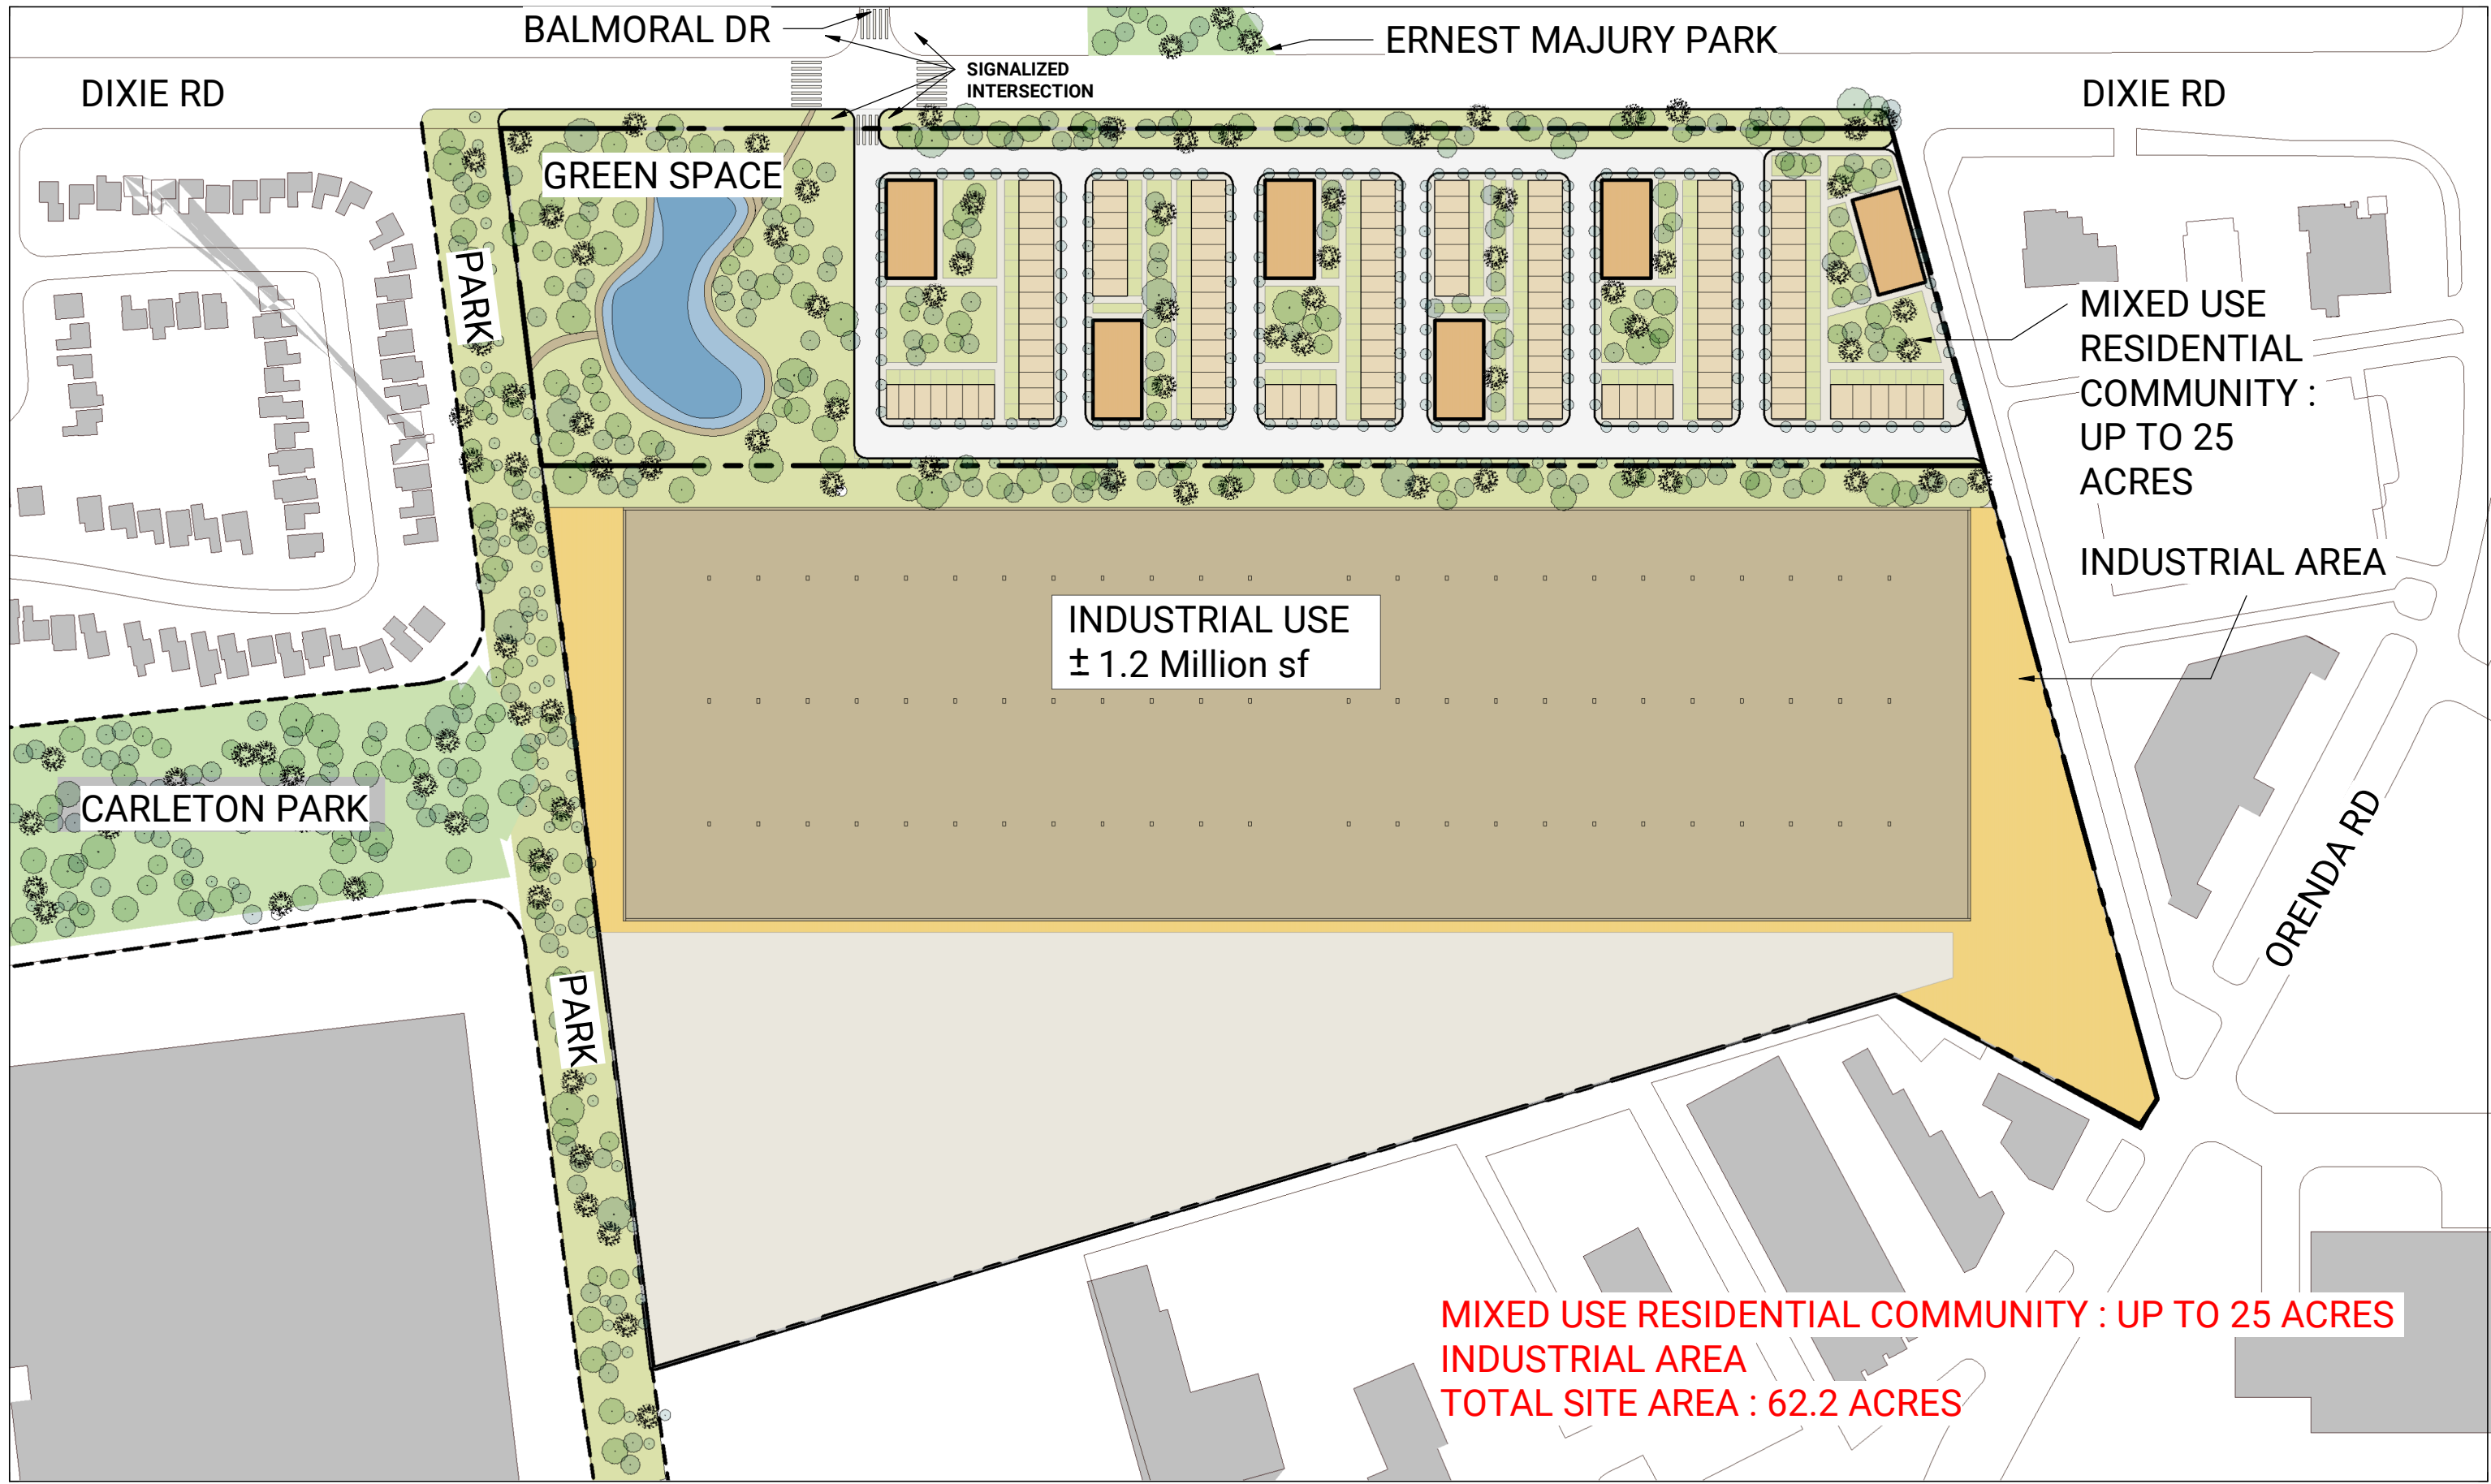 BALMORAL DR
ERNEST MAJURY PARK
SIGNALIZED
INTERSECTION
DIXIE RD
DIXIE RD
GREEN SPACE
PARK
MIXED USE
RESIDENTIAL
COMMUNITY :
UP TO 25
ACRES
INDUSTRIAL AREA
INDUSTRIAL USE
± 1.2 Million sf
CARLETON PARK
ORENDA RD
PARK
MIXED USE RESIDENTIAL COMMUNITY : UP TO 25 ACRES
INDUSTRIAL AREA
TOTAL SITE AREA : 62.2 ACRES